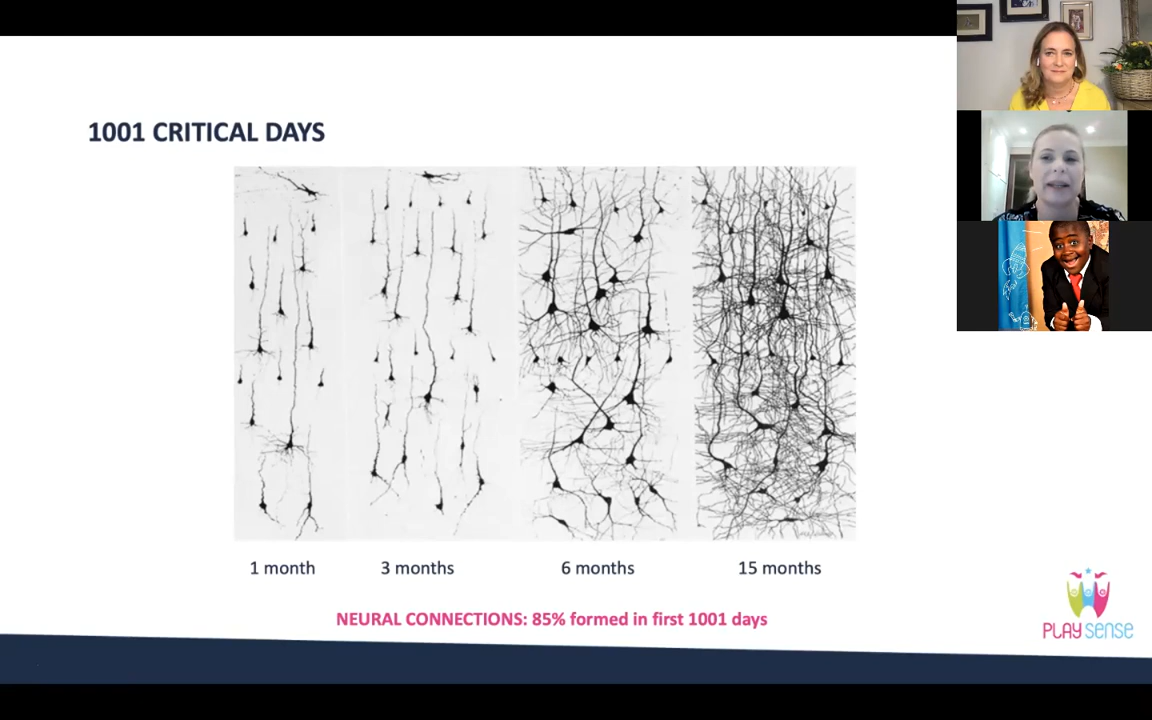 1001 CRITICAL DAYS
1 month
3 months
6 months
15 months
NEURAL CONNECTIONS: 85% formed in first 1001 days
PLAY SENSE